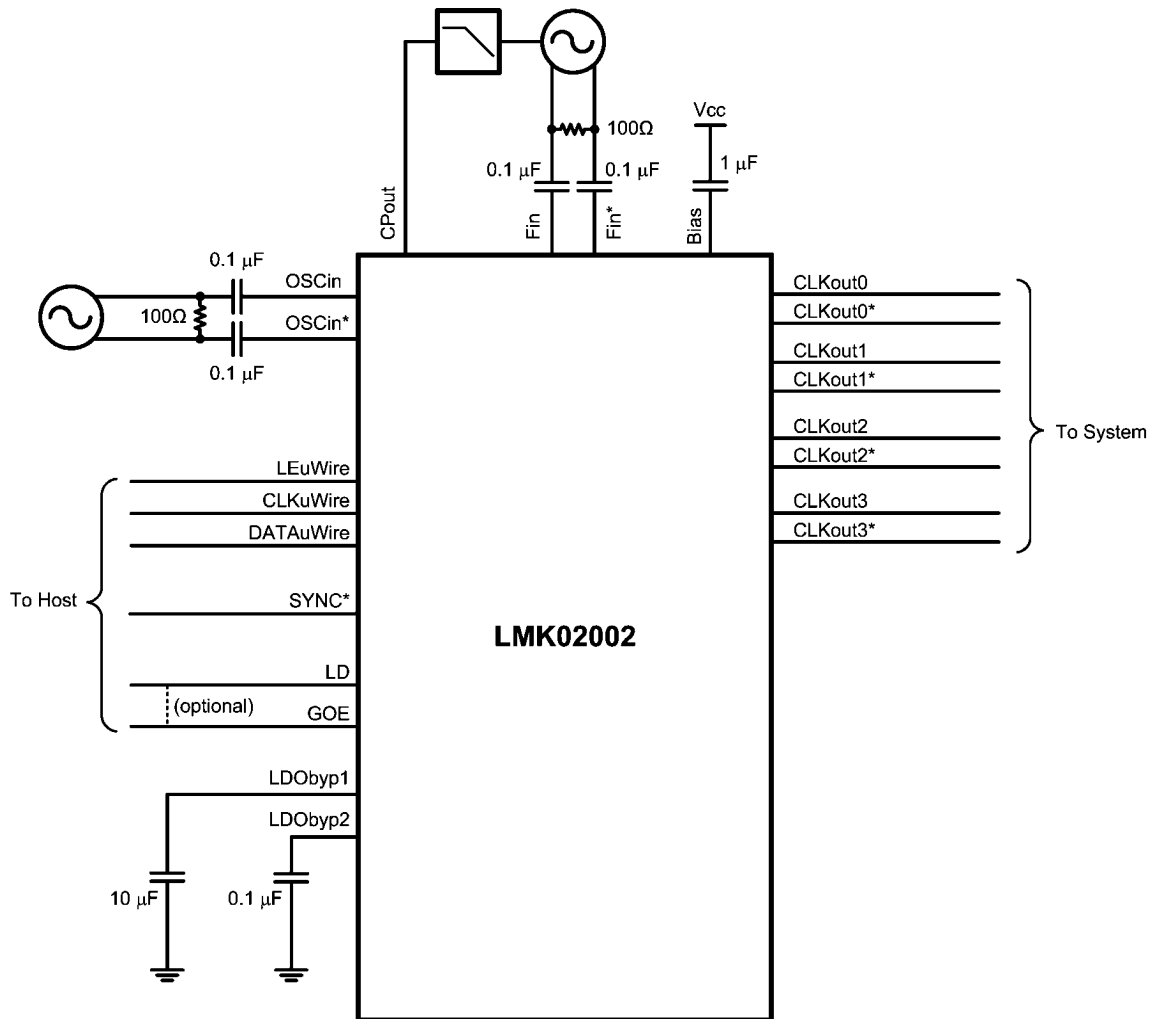 100Ω
Vcc
0.1 µF
0.1 µF
1 µF
CPout
Fin
Fin*
Bias
0.1 µF
OSCin
100Ω
OSCin*
0.1 µF
CLKout0
CLKout0*
CLKout1
CLKout1*
CLKout2
CLKout2*
CLKout3
CLKout3*
To System
LEuWire
CLKuWire
DATAuWire
To Host
SYNC*
LMK02002
LD
(optional)
GOE
LDObyp1
LDObyp2
10 µF
0.1 µF